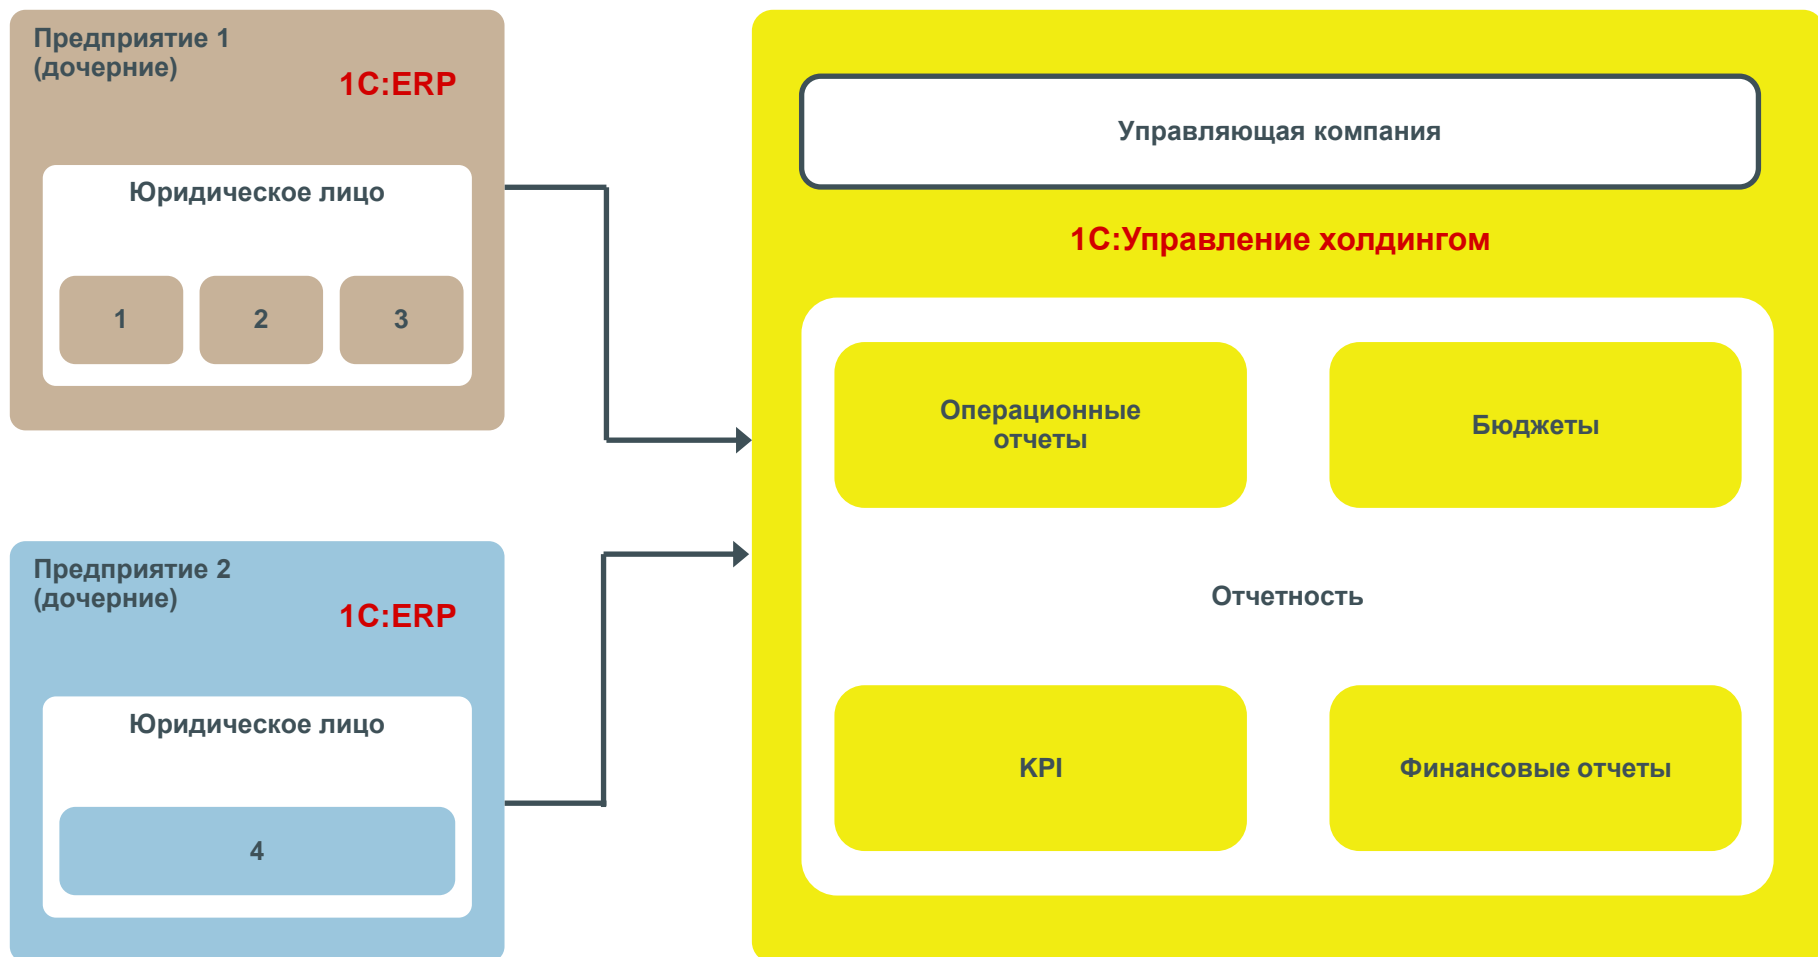 Предприятие 1
(дочерние)
1С:ERP
Юридическое лицо
1
2
3
Предприятие 2
(дочерние)
1С:ERP
Юридическое лицо
4
Управляющая компания
1С:Управление холдингом
Операционные
отчеты
Бюджеты
Отчетность
KPI
Финансовые отчеты